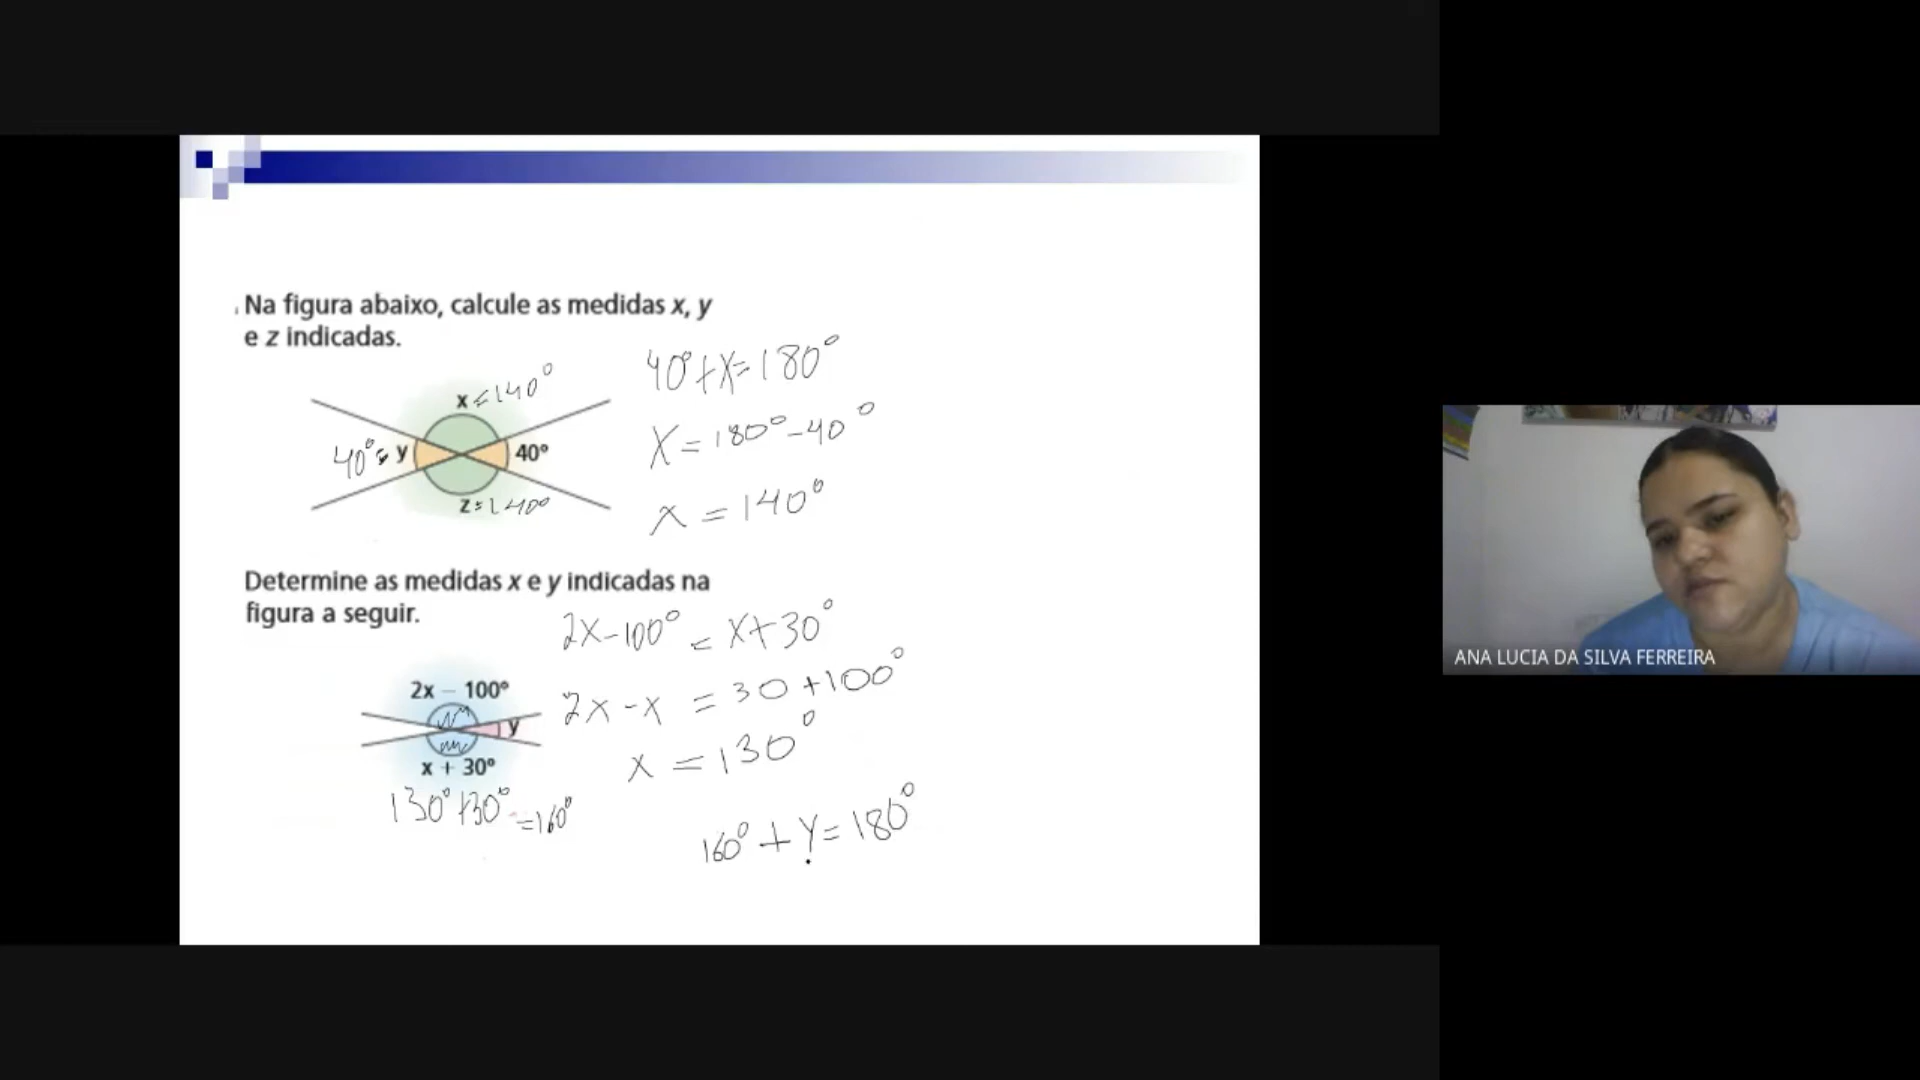 Na figura abaixo, calcule as medidas x, y
e z indicadas.
40°+x=180°
x=140°
x=180°-40°
40°= y
40°
z=140°
x=140°
Determine as medidas x e y indicadas na
figura a seguir.
2x-100°=x+30°
2x - 100°
2x-x=30+100°
y
x + 30°
x=130°
130°+30°=160°
160°+y=180°
ANA LUCIA DA SILVA FERREIRA